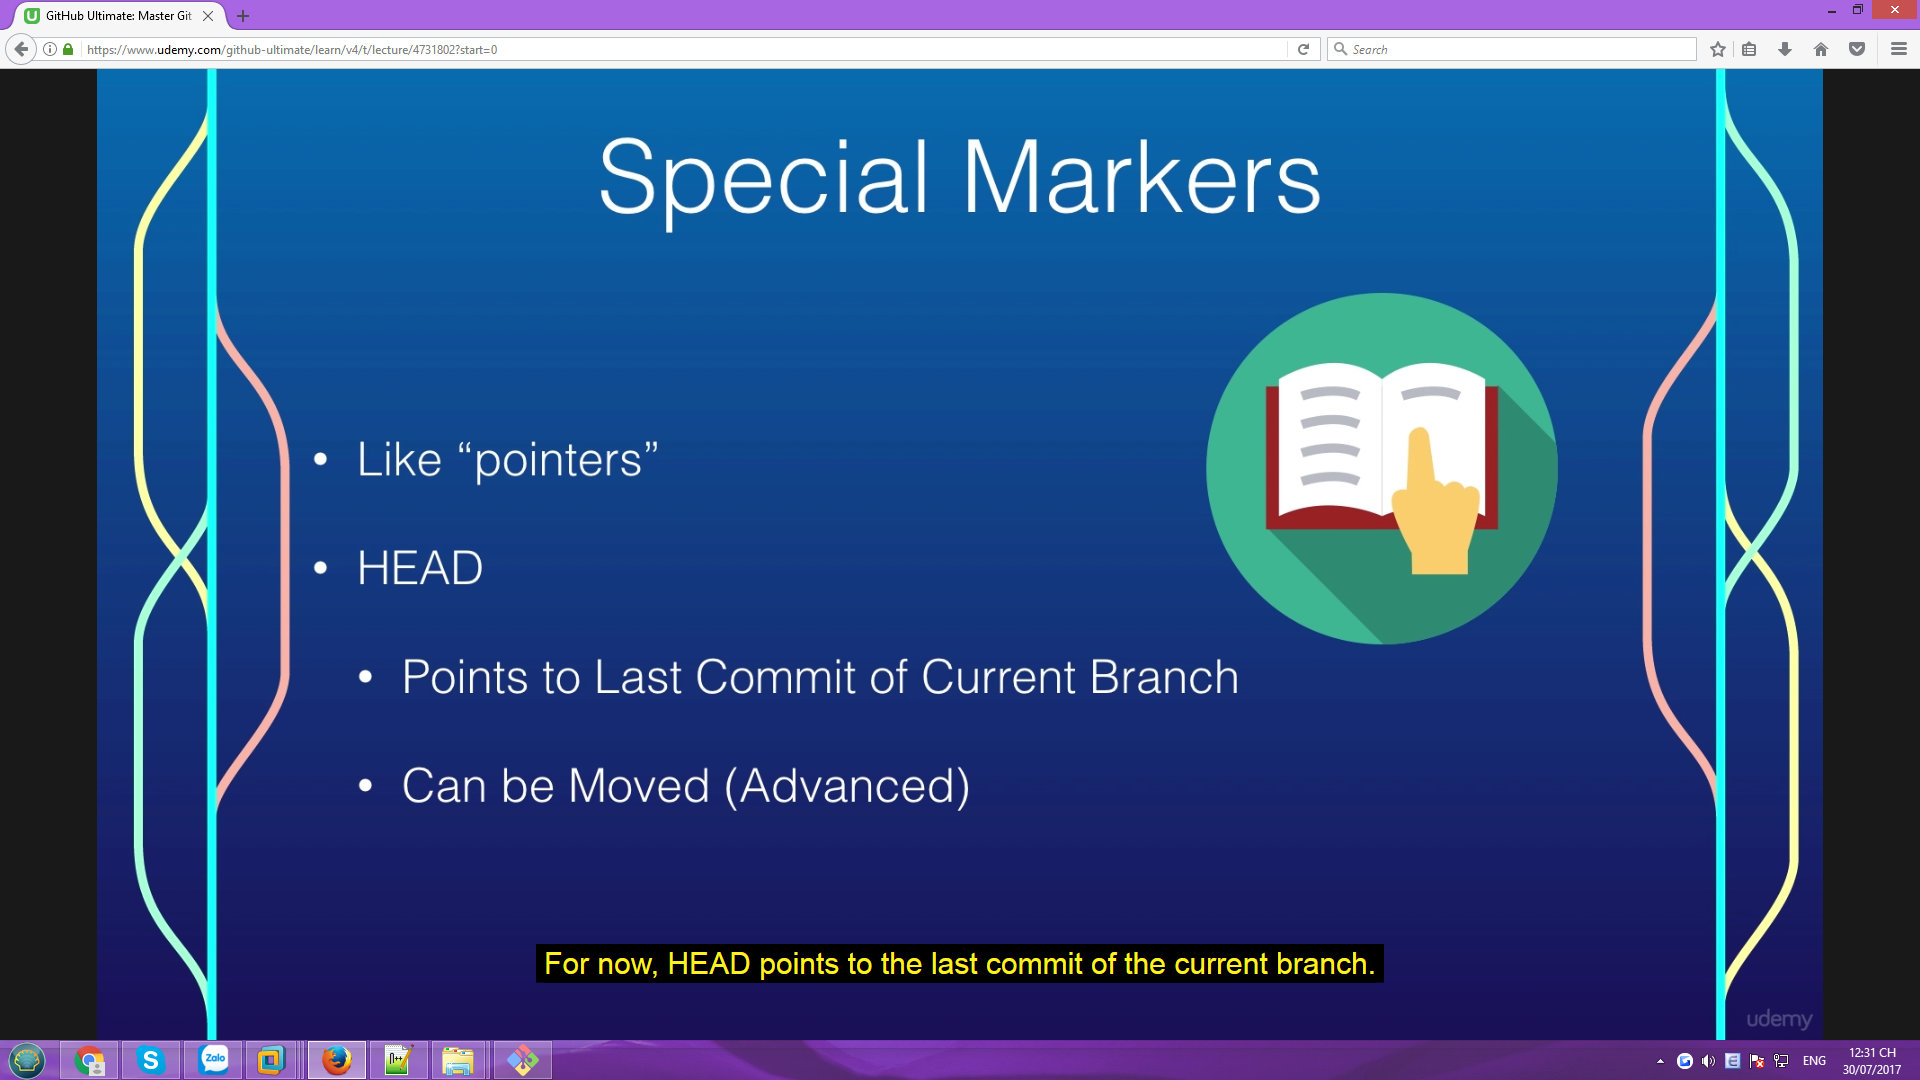 GitHub Ultimate: Master Git
https://www.udemy.com/github-ultimate/learn/v4/t/lecture/4731802?start=0
Search
Special Markers
• Like “pointers”
• HEAD
• Points to Last Commit of Current Branch
• Can be Moved (Advanced)
For now, HEAD points to the last commit of the current branch.
udemy
Zalo
ENG
12:31 CH
30/07/2017